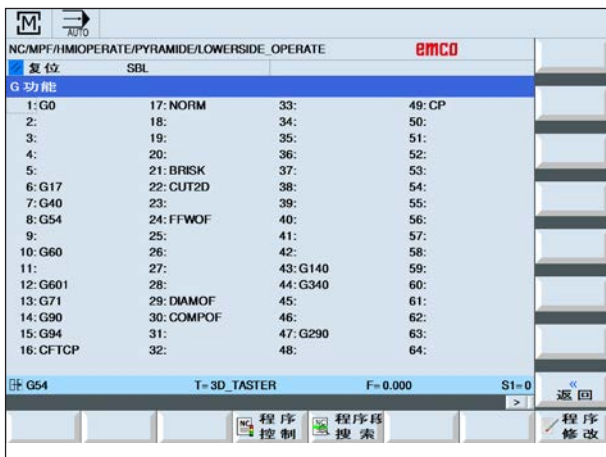 M AUTO
NC/MPF/HMIOPERATE/PYRAMIDE/LOWERSIDE_OPERATE emco
复位 SBL
G功能
1: G0 17: NORM 33: 49: CP
2: 18: 34: 50:
3: 19: 35: 51:
4: 20: 36: 52:
5: 21: BRISK 37: 53:
6: G17 22: CUT2D 38: 54:
7: G40 23: 39: 55:
8: G54 24: FFWOF 40: 56:
9: 25: 41: 57:
10: G60 26: 42: 58:
11: 27: 43: G140 59:
12: G601 28: 44: G340 60:
13: G71 29: DIAMOF 45: 61:
14: G90 30: COMPOF 46: 62:
15: G94 31: 47: G290 63:
16: CFTCP 32: 48: 64:
G54 T=3D_TASTER F=0.000 S1=0
«
返回
>
NC 程序控制 NC 程序段搜索 程序修改